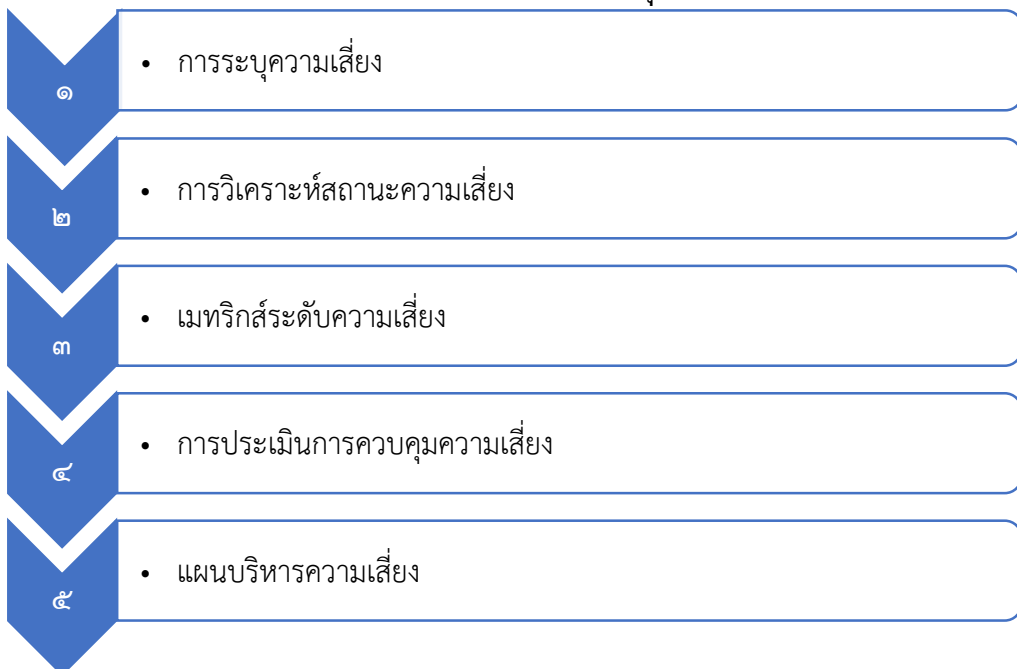 ๑
• การระบุความเสี่ยง
๒
• การวิเคราะห์สถานะความเสี่ยง
๓
• เมทริกส์ระดับความเสี่ยง
๔
• การประเมินการควบคุมความเสี่ยง
๕
• แผนบริหารความเสี่ยง